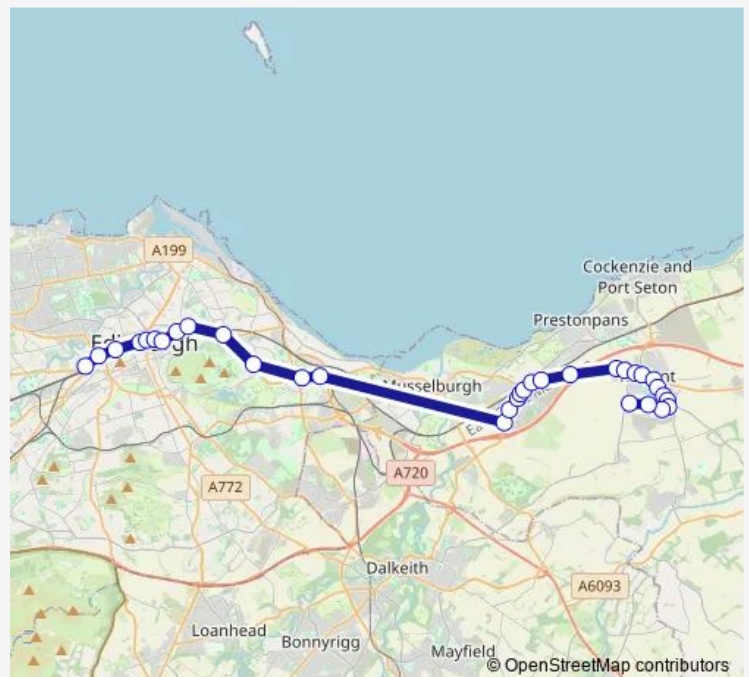 A199
Cockenzie and
Port Seton
Prestonpans
Musselburgh
A720
A772
Dalkeith
A6093
Loanhead
Bonnyrigg
Mayfield
© OpenStreetMap contributors